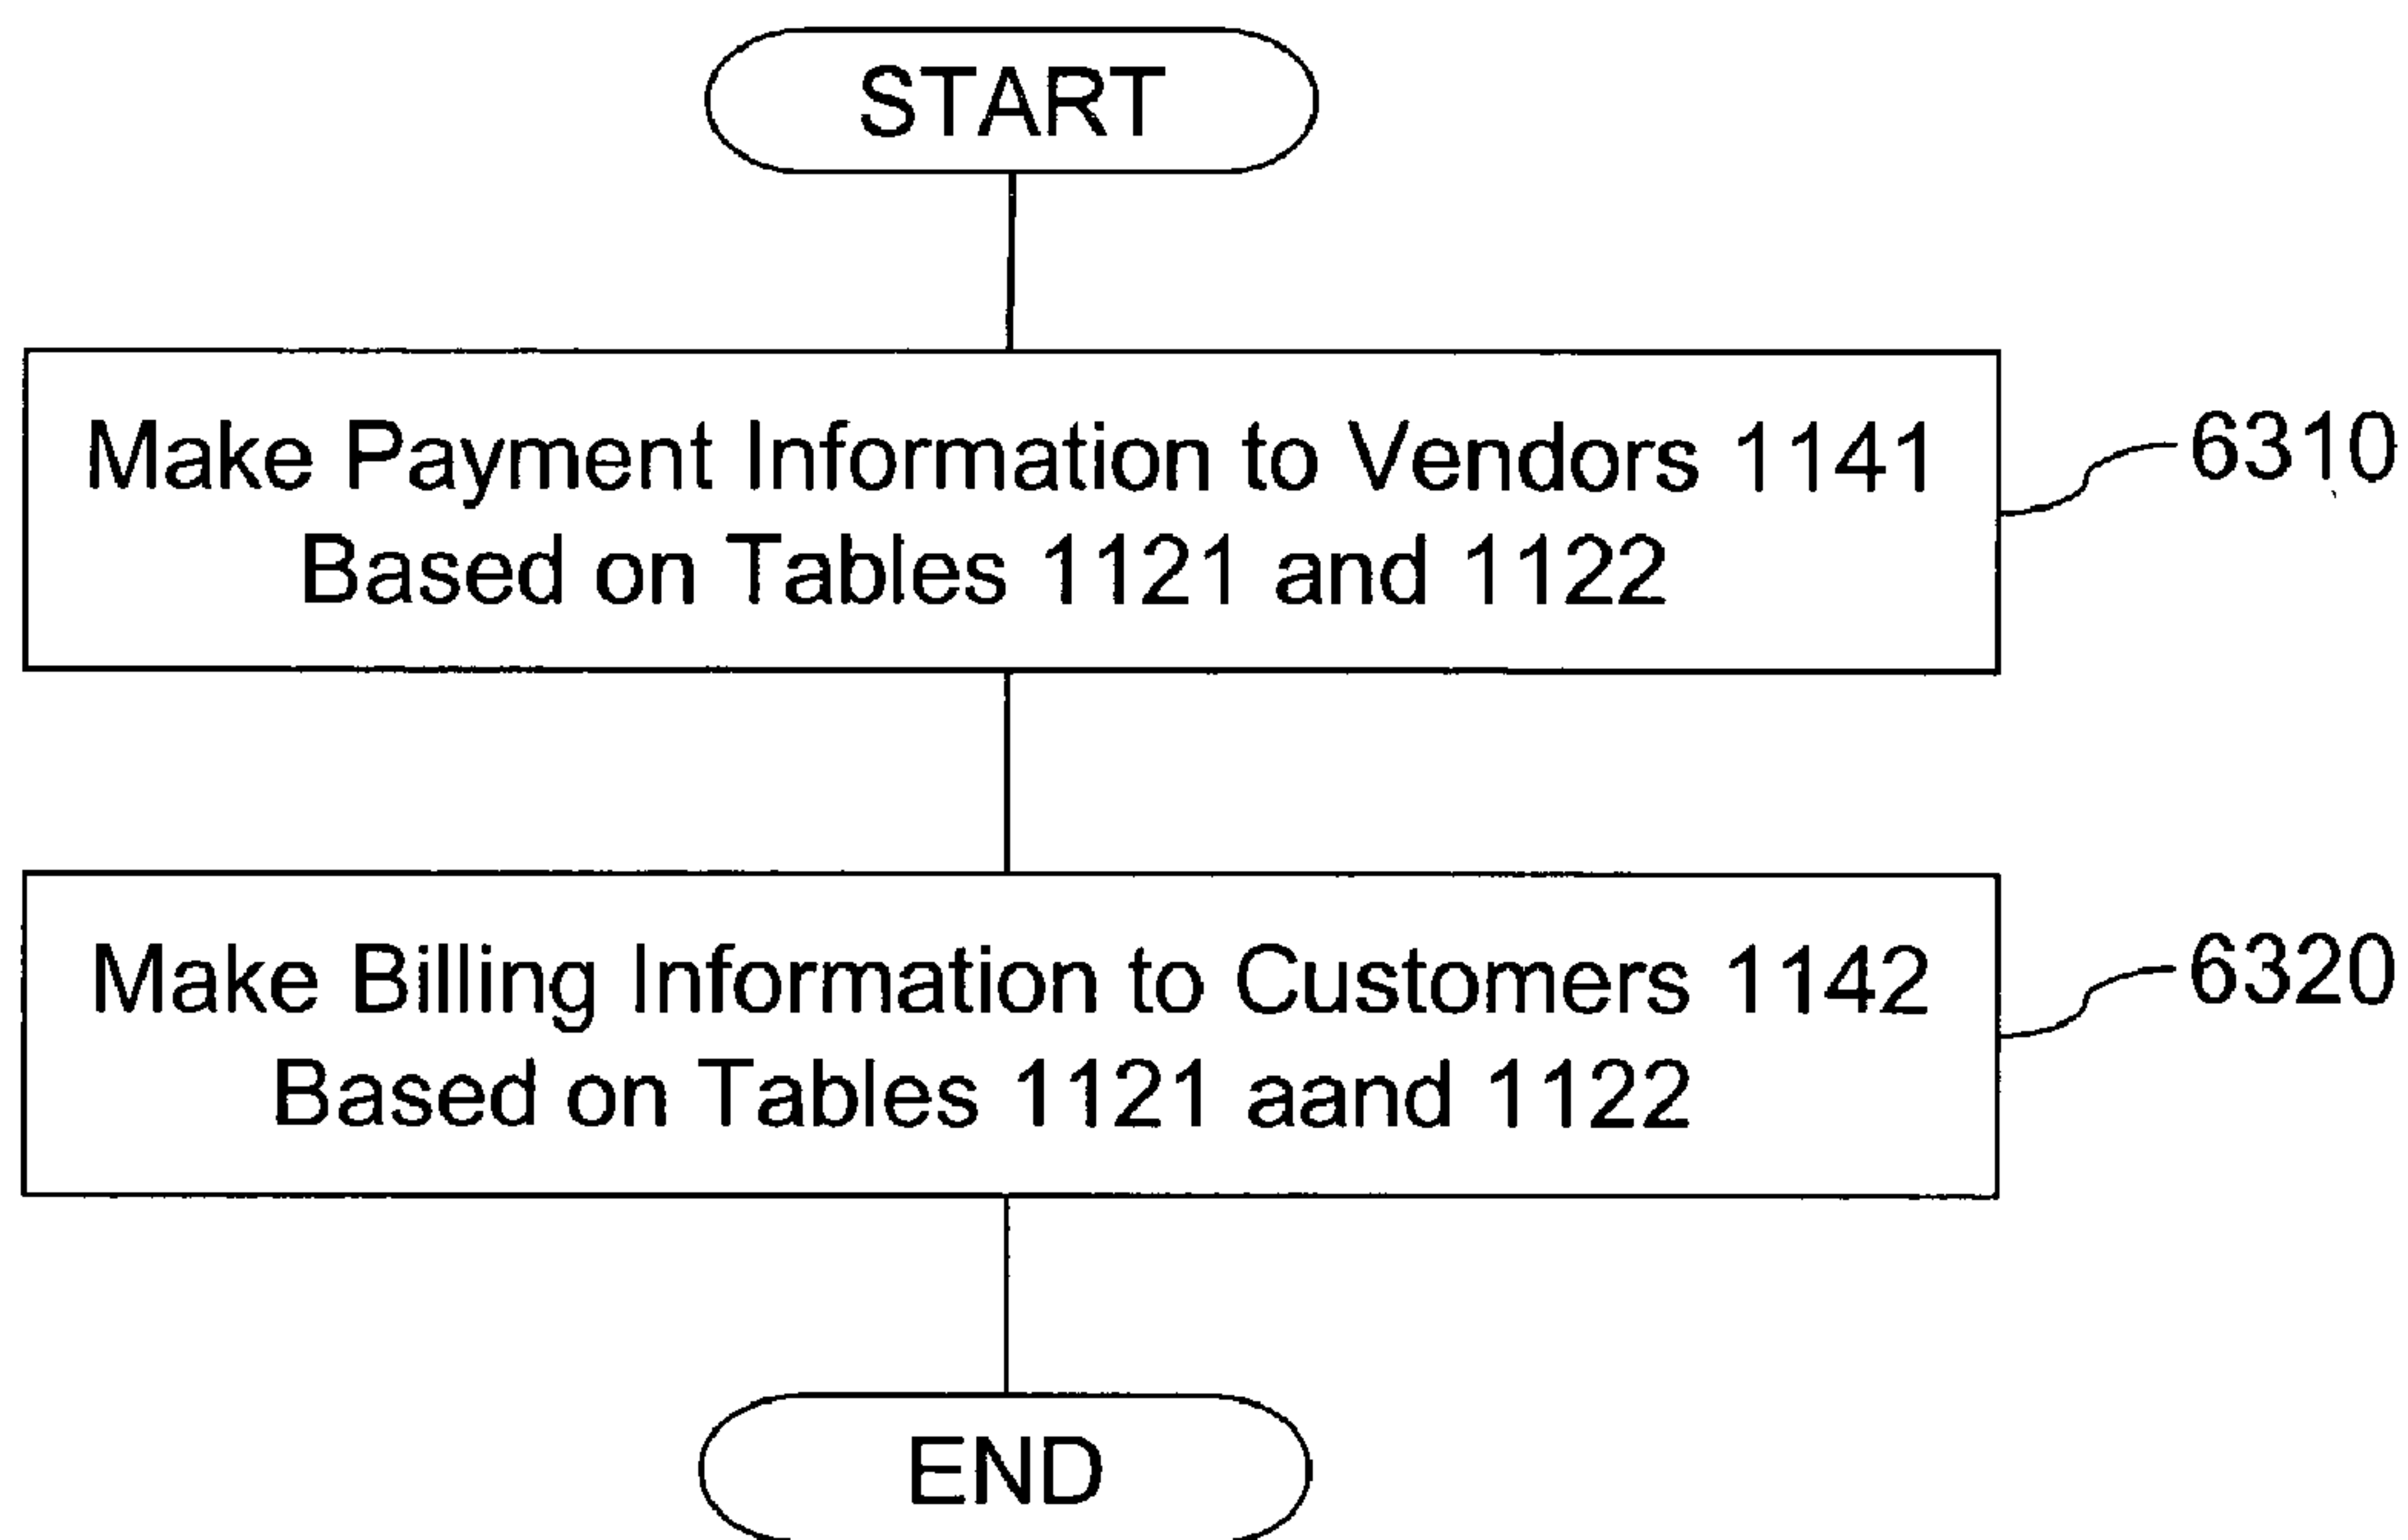 START
Make Payment Information to Vendors 1141
Based on Tables 1121 and 1122
6310
Make Billing Information to Customers 1142
Based on Tables 1121 aand 1122
6320
END